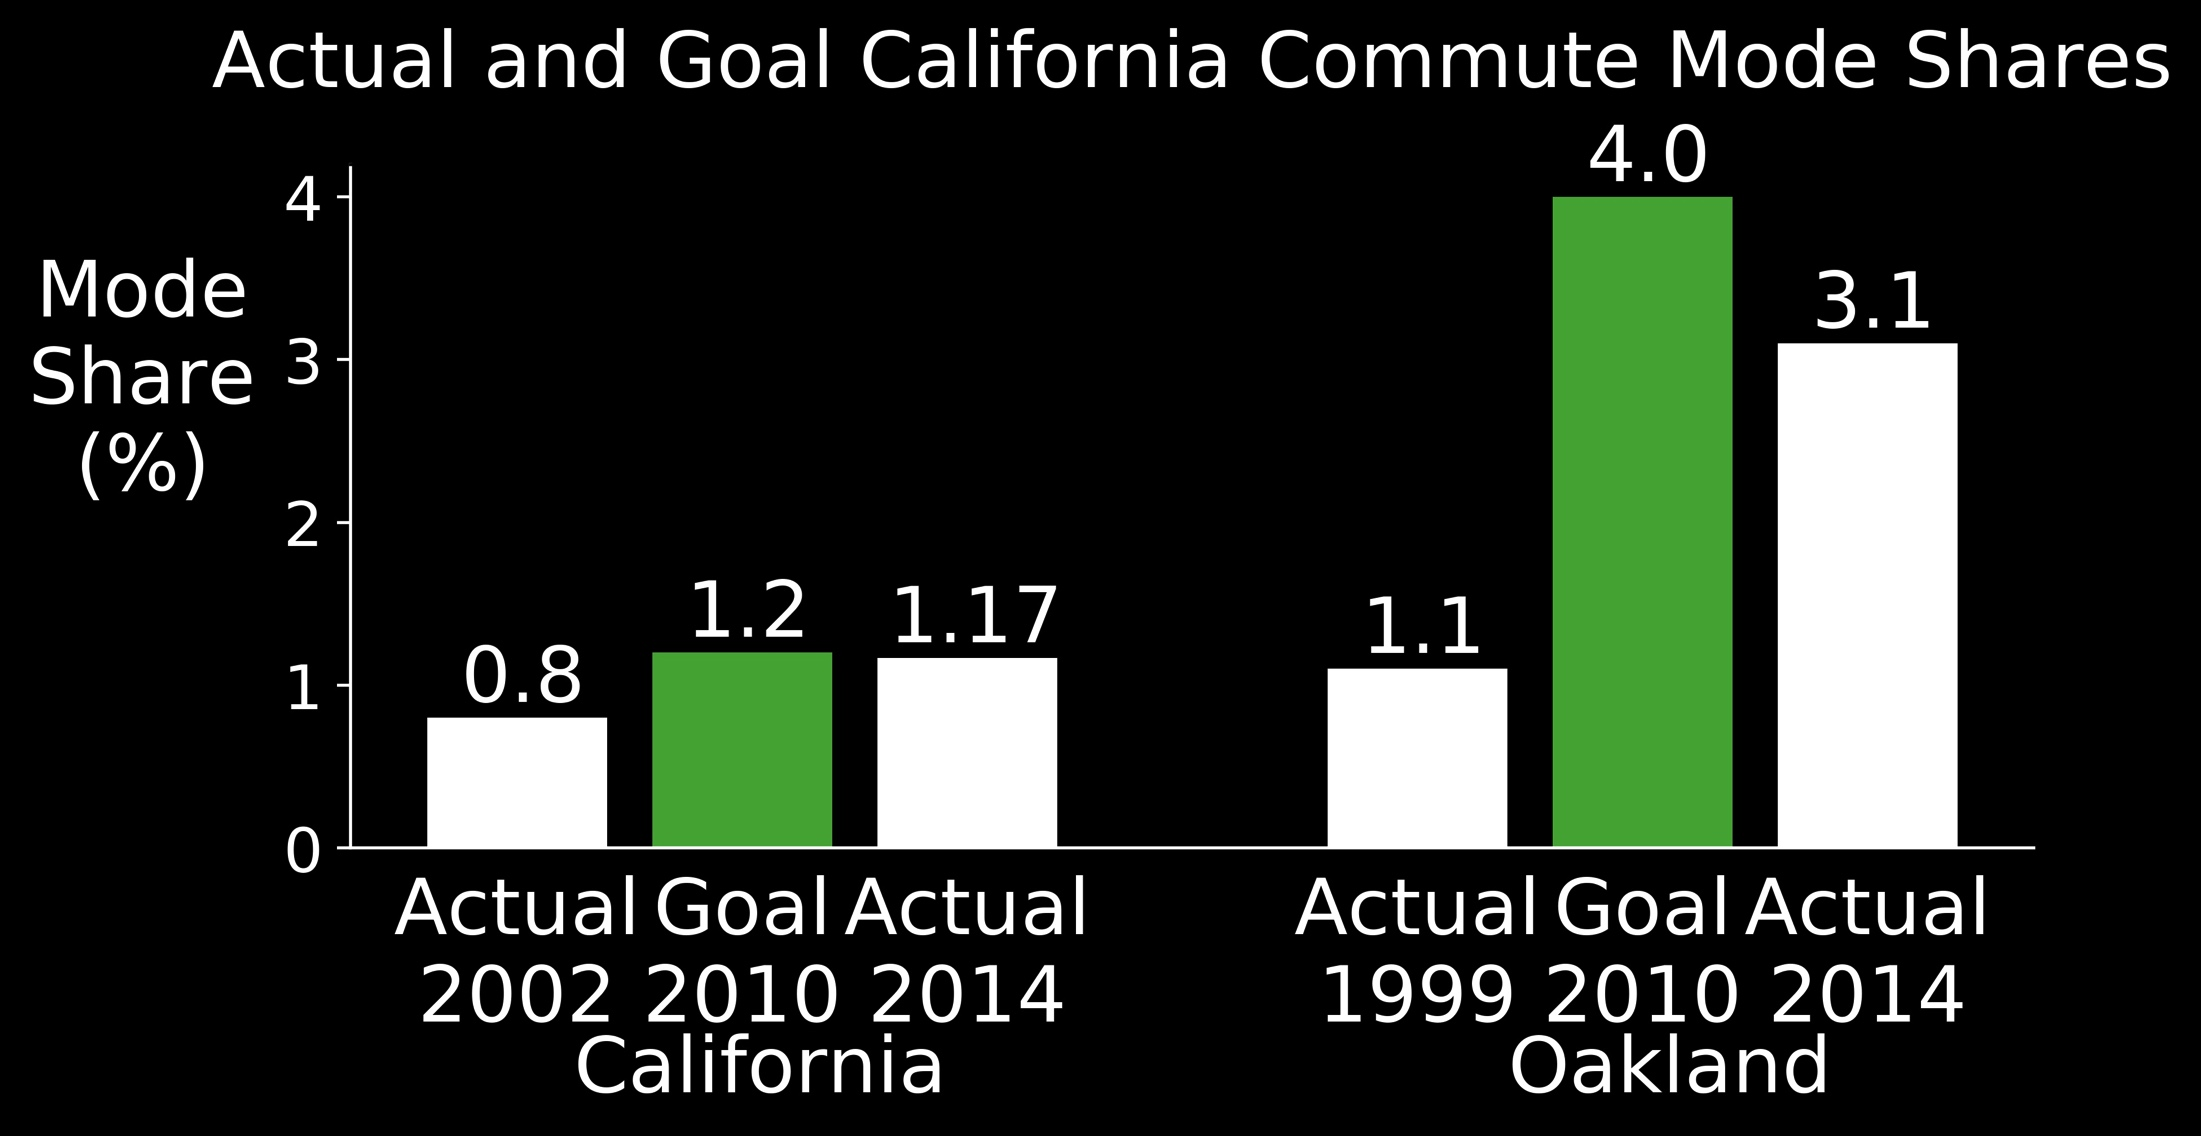 Actual and Goal California Commute Mode Shares
Mode
Share
(%)
4
3
2
1
0
0.8
1.2
1.17
1.1
4.0
3.1
Actual Goal Actual
2002 2010 2014
California
Actual Goal Actual
1999 2010 2014
Oakland